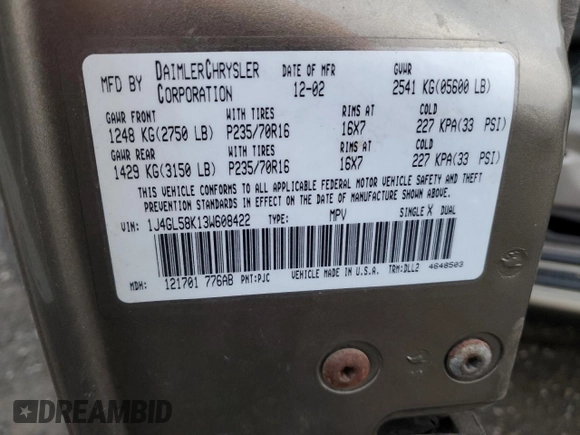 MFD BY DAIMLERCHRYSLER CORPORATION DATE OF MFR 12-02 GVWR 2541 KG(05600 LB)
GAWR FRONT WITH TIRES RIMS AT COLD
1248 KG(2750 LB) P235/70R16 16X7 227 KPA(33 PSI)
GAWR REAR WITH TIRES RIMS AT COLD
1429 KG(3150 LB) P235/70R16 16X7 227 KPA(33 PSI)
THIS VEHICLE CONFORMS TO ALL APPLICABLE FEDERAL MOTOR VEHICLE SAFETY AND THEFT
PREVENTION STANDARDS IN EFFECT ON THE DATE OF MANUFACTURE SHOWN ABOVE.
VIN: 1J4GL58K13W608422 TYPE: MPV SINGLE X DUAL
MDH: 121701 776AB PNT:PJC VEHICLE MADE IN U.S.A. TRM:DLL2 4648503
DREAMBID